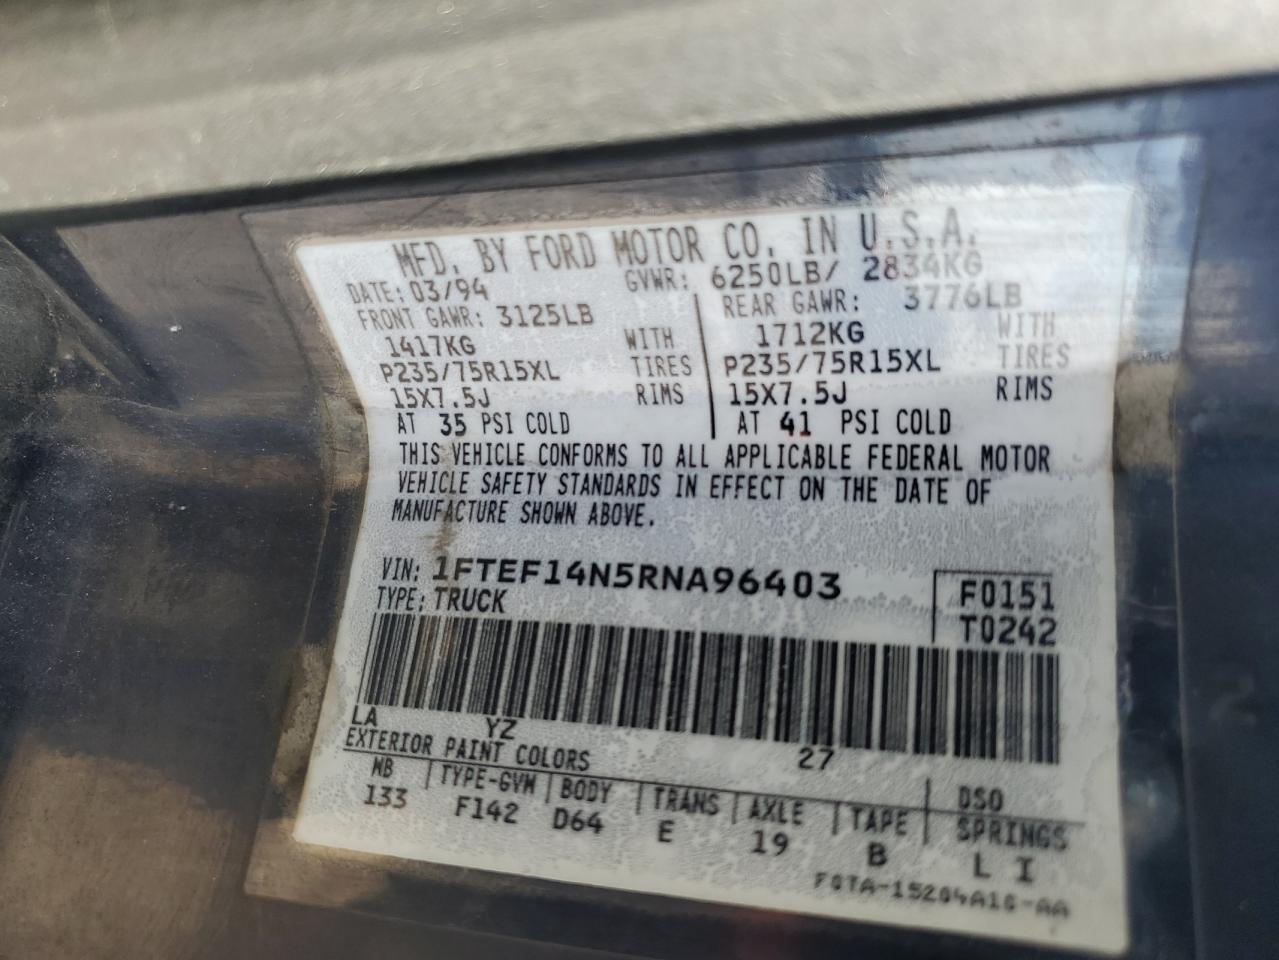 MFD. BY FORD MOTOR CO. IN U.S.A.
DATE: 03/94 GVWR: 6250LB/ 2834KG
FRONT GAWR: 3125LB REAR GAWR: 3776LB
1417KG WITH 1712KG WITH
P235/75R15XL TIRES P235/75R15XL TIRES
15X7.5J RIMS 15X7.5J RIMS
AT 35 PSI COLD AT 41 PSI COLD
THIS VEHICLE CONFORMS TO ALL APPLICABLE FEDERAL MOTOR
VEHICLE SAFETY STANDARDS IN EFFECT ON THE DATE OF
MANUFACTURE SHOWN ABOVE.
VIN: 1FTEF14N5RNA96403 F0151
TYPE: TRUCK T0242
LA YZ 27
EXTERIOR PAINT COLORS DSO
WB TYPE-GVW BODY TRANS AXLE TAPE SPRINGS
133 F142 D64 E 19 B L I